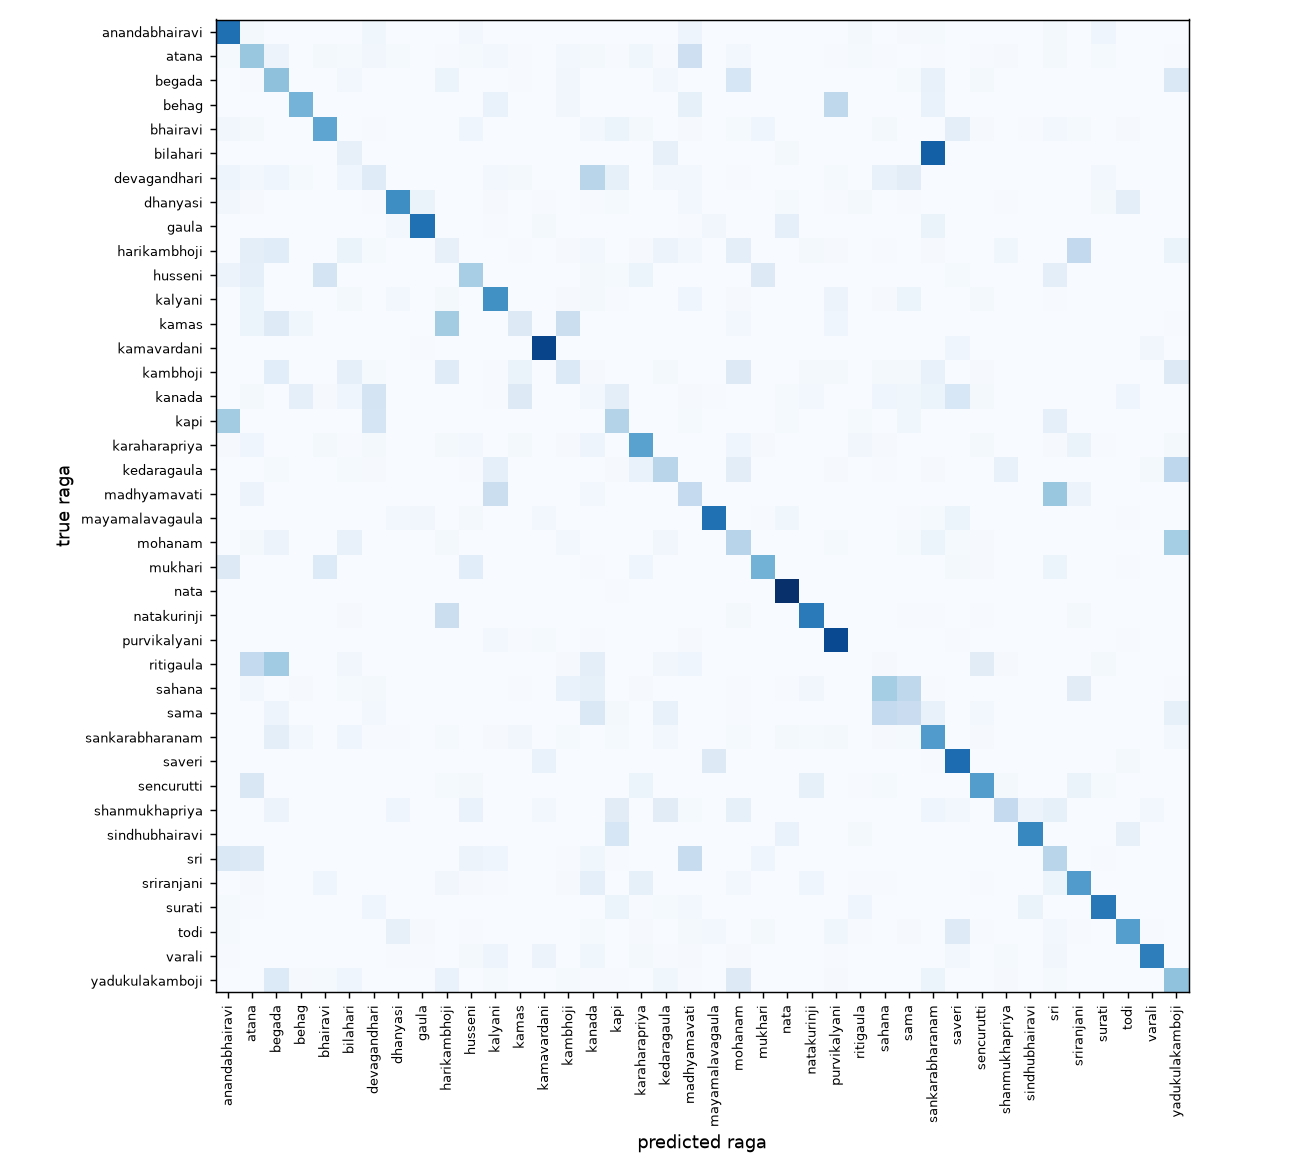 anandabhairavi
atana
begada
behag
bhairavi
bilahari
devagandhari
dhanyasi
gaula
harikambhoji
husseni
kalyani
kamas
kamavardani
kambhoji
kanada
kapi
karaharapriya
kedaragaula
madhyamavati
mayamalavagaula
mohanam
mukhari
nata
natakurinji
purvikalyani
ritigaula
sahana
sama
sankarabharanam
saveri
sencurutti
shanmukhapriya
sindhubhairavi
sri
sriranjani
surati
todi
varali
yadukulakamboji
true raga
anandabhairavi
atana
begada
behag
bhairavi
bilahari
devagandhari
dhanyasi
gaula
harikambhoji
husseni
kalyani
kamas
kamavardani
kambhoji
kanada
kapi
karaharapriya
kedaragaula
madhyamavati
mayamalavagaula
mohanam
mukhari
nata
natakurinji
purvikalyani
ritigaula
sahana
sama
sankarabharanam
saveri
sencurutti
shanmukhapriya
sindhubhairavi
sri
sriranjani
surati
todi
varali
yadukulakamboji
predicted raga